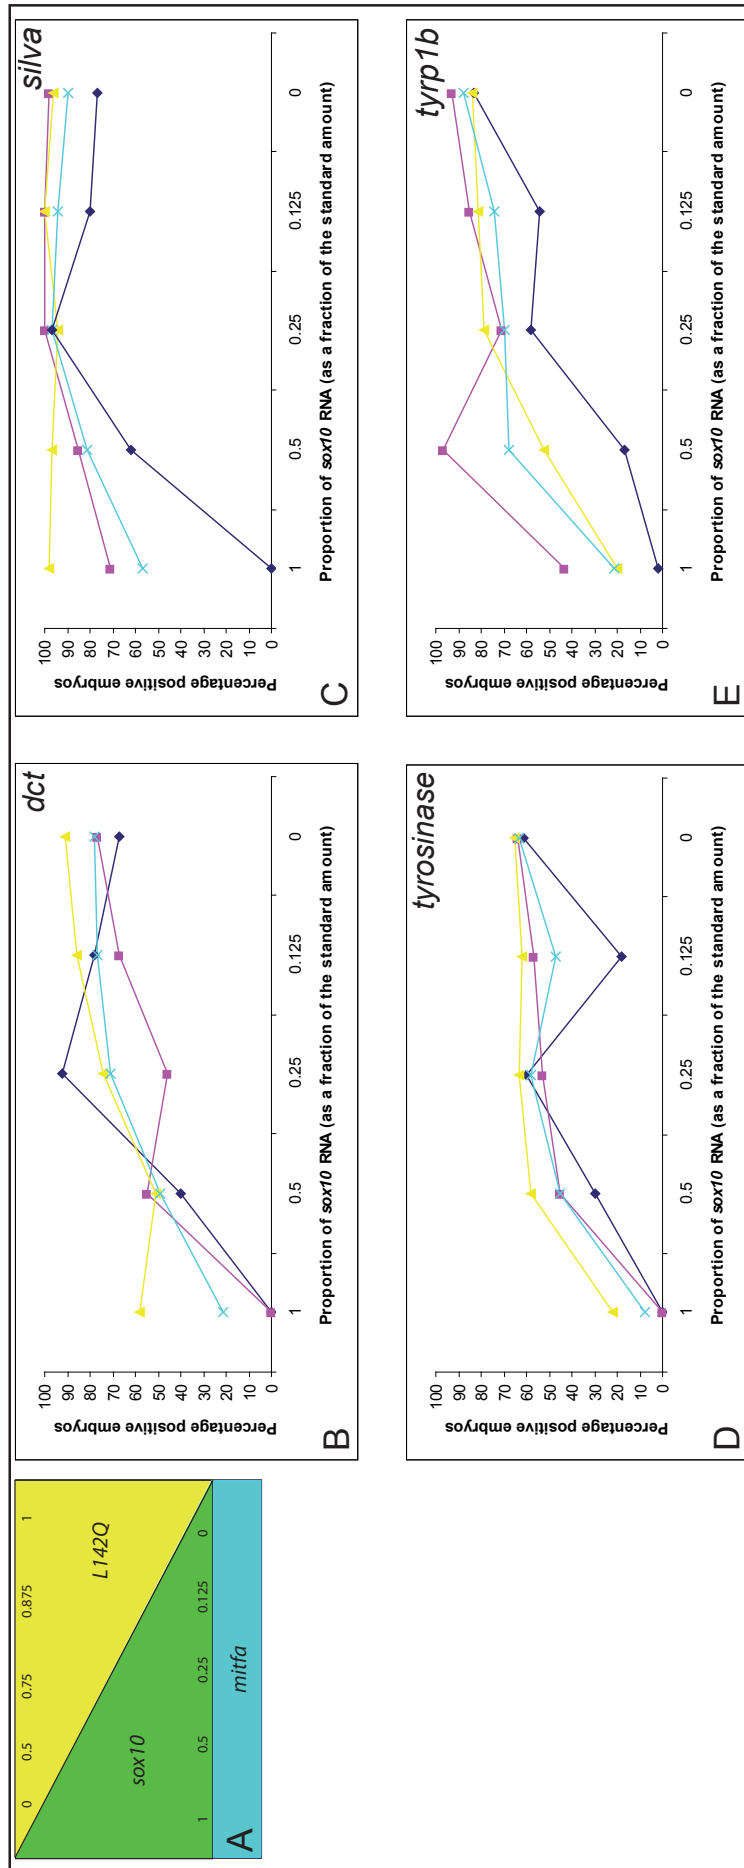 0 0.5 0.75 0.875 1
L142Q
sox10
1 0.5 0.25 0.125 0
mitfa
A
dct
Percentage positive embryos
100
90
80
70
60
50
40
30
20
10
0
1 0.5 0.25 0.125 0
Proportion of sox10 RNA (as a fraction of the standard amount)
B
silva
Percentage positive embryos
100
90
80
70
60
50
40
30
20
10
0
1 0.5 0.25 0.125 0
Proportion of sox10 RNA (as a fraction of the standard amount)
C
tyrosinase
Percentage positive embryos
100
90
80
70
60
50
40
30
20
10
0
1 0.5 0.25 0.125 0
Proportion of sox10 RNA (as a fraction of the standard amount)
D
tyrp1b
Percentage positive embryos
100
90
80
70
60
50
40
30
20
10
0
1 0.5 0.25 0.125 0
Proportion of sox10 RNA (as a fraction of the standard amount)
E